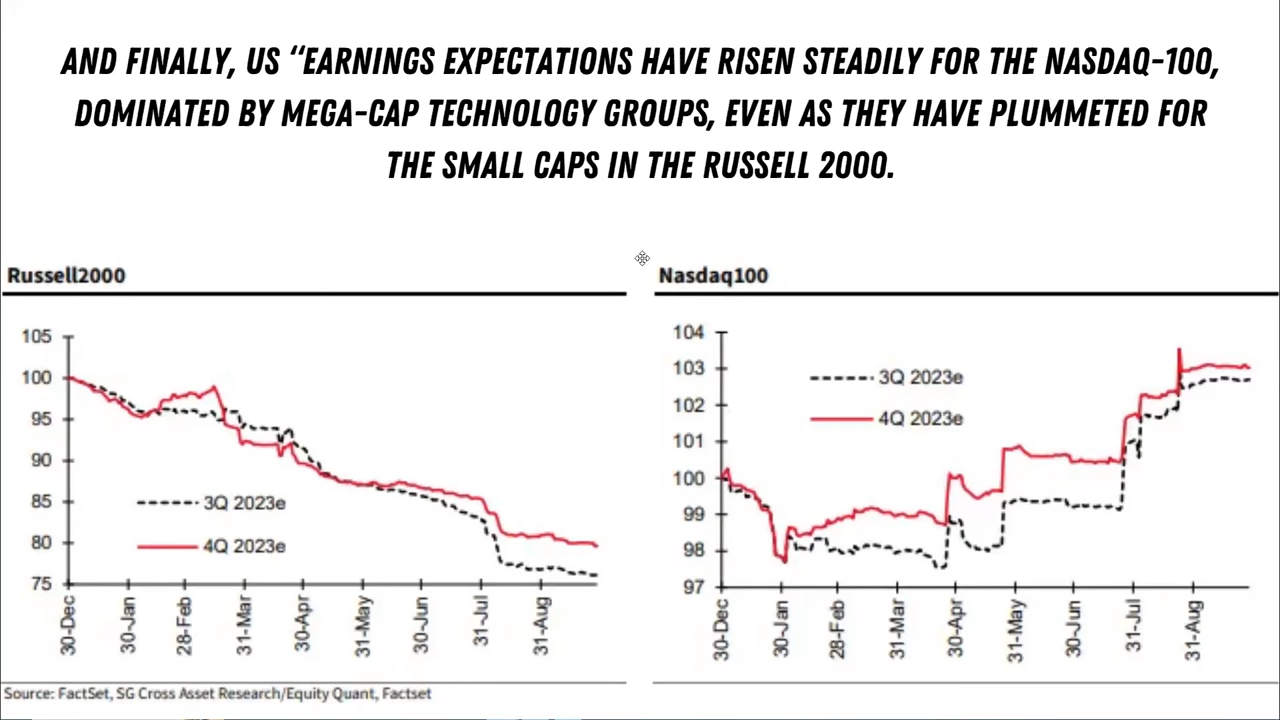 AND FINALLY, US “EARNINGS EXPECTATIONS HAVE RISEN STEADILY FOR THE NASDAQ-100,
DOMINATED BY MEGA-CAP TECHNOLOGY GROUPS, EVEN AS THEY HAVE PLUMMETED FOR
THE SMALL CAPS IN THE RUSSELL 2000.
Russell2000
105
100
95
90
85
80
75
3Q 2023e
4Q 2023e
30-Dec
30-Jan
28-Feb
31-Mar
30-Apr
31-May
30-Jun
31-Jul
31-Aug
Nasdaq100
104
103
102
101
100
99
98
97
3Q 2023e
4Q 2023e
30-Dec
30-Jan
28-Feb
31-Mar
30-Apr
31-May
30-Jun
31-Jul
31-Aug
Source: FactSet, SG Cross Asset Research/Equity Quant, Factset